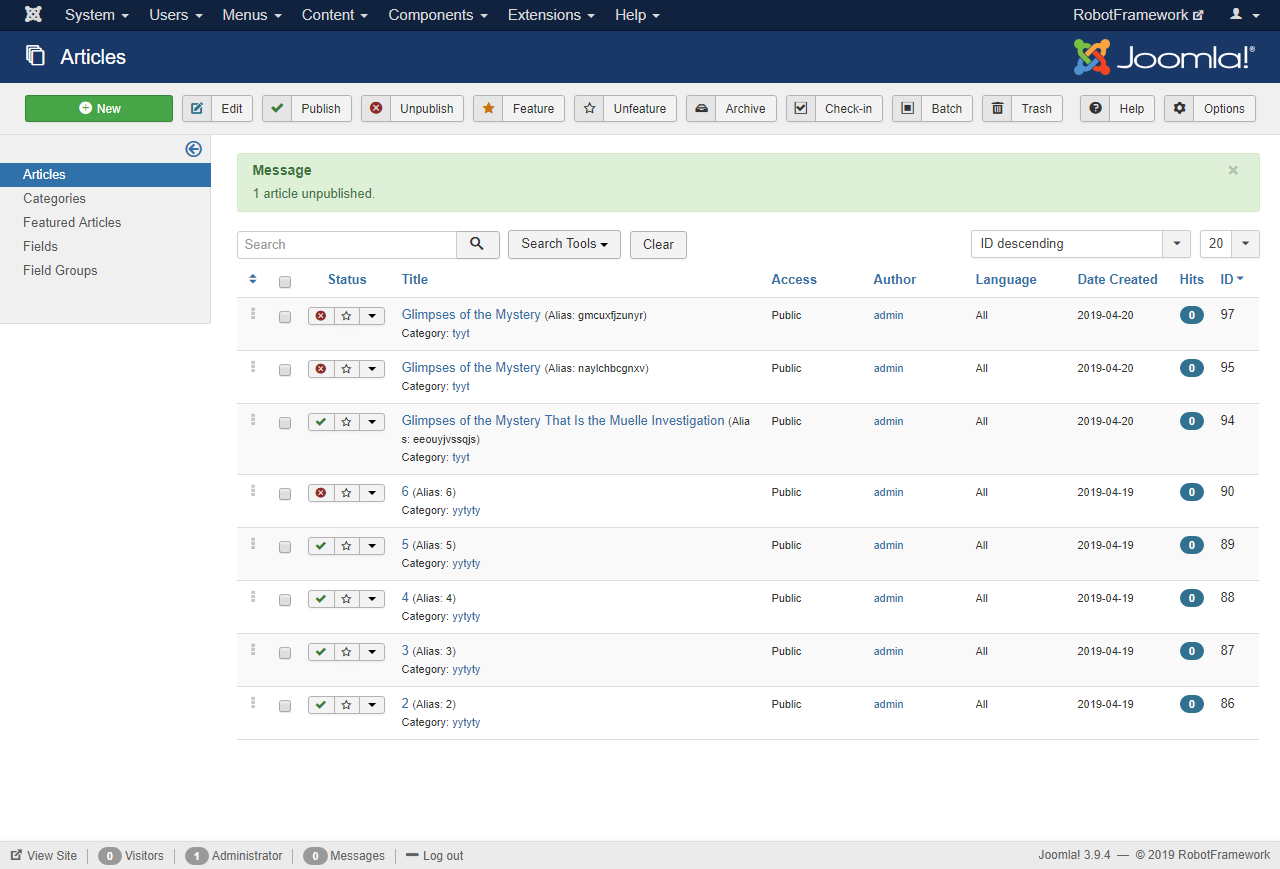 System Users Menus Content Components Extensions Help RobotFramework
Articles Joomla!®
New Edit Publish Unpublish Feature Unfeature Archive Check-in Batch Trash Help Options
Articles
Categories
Featured Articles
Fields
Field Groups
Message ×
1 article unpublished.
Search Search Tools Clear ID descending 20
Status Title Access Author Language Date Created Hits ID
Glimpses of the Mystery (Alias: gmcuxfjzunyr) Public admin All 2019-04-20 0 97
Category: tyyt
Glimpses of the Mystery (Alias: naylchbcgnxv) Public admin All 2019-04-20 0 95
Category: tyyt
Glimpses of the Mystery That Is the Muelle Investigation (Alia Public admin All 2019-04-20 0 94
s: eeouyjvssqjs)
Category: tyyt
6 (Alias: 6) Public admin All 2019-04-19 0 90
Category: yytyty
5 (Alias: 5) Public admin All 2019-04-19 0 89
Category: yytyty
4 (Alias: 4) Public admin All 2019-04-19 0 88
Category: yytyty
3 (Alias: 3) Public admin All 2019-04-19 0 87
Category: yytyty
2 (Alias: 2) Public admin All 2019-04-19 0 86
Category: yytyty
View Site 0 Visitors 1 Administrator 0 Messages Log out Joomla! 3.9.4 — © 2019 RobotFramework